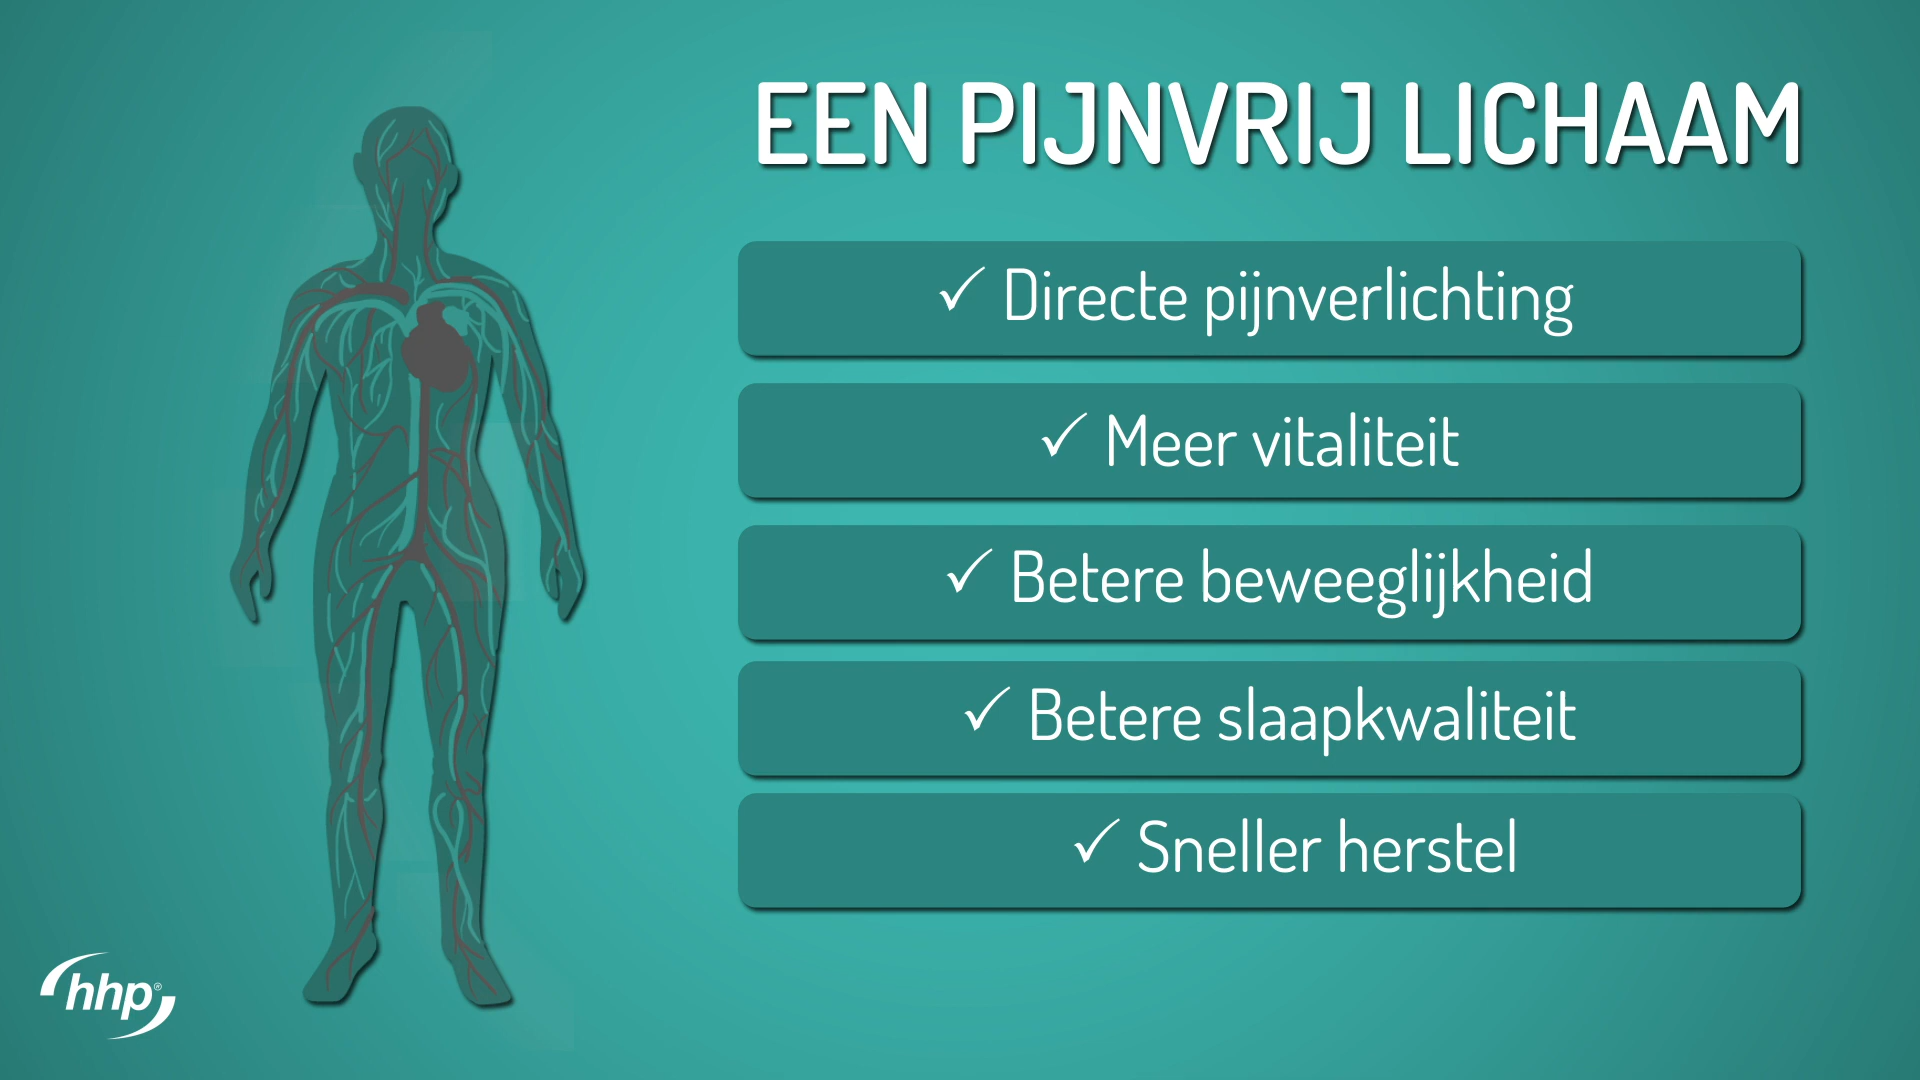 EEN PIJNVRIJ LICHAAM
✓ Directe pijnverlichting
✓ Meer vitaliteit
✓ Betere beweeglijkheid
✓ Betere slaapkwaliteit
✓ Sneller herstel
hhp®